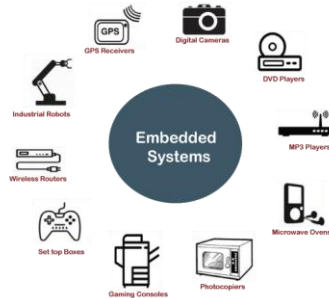 GPS
GPS Receivers
Digital Cameras
DVD Players
Industrial Robots
Embedded
Systems
MP3 Players
Wireless Routers
Microwave Ovens
Set top Boxes
Gaming Consoles
Photocopiers